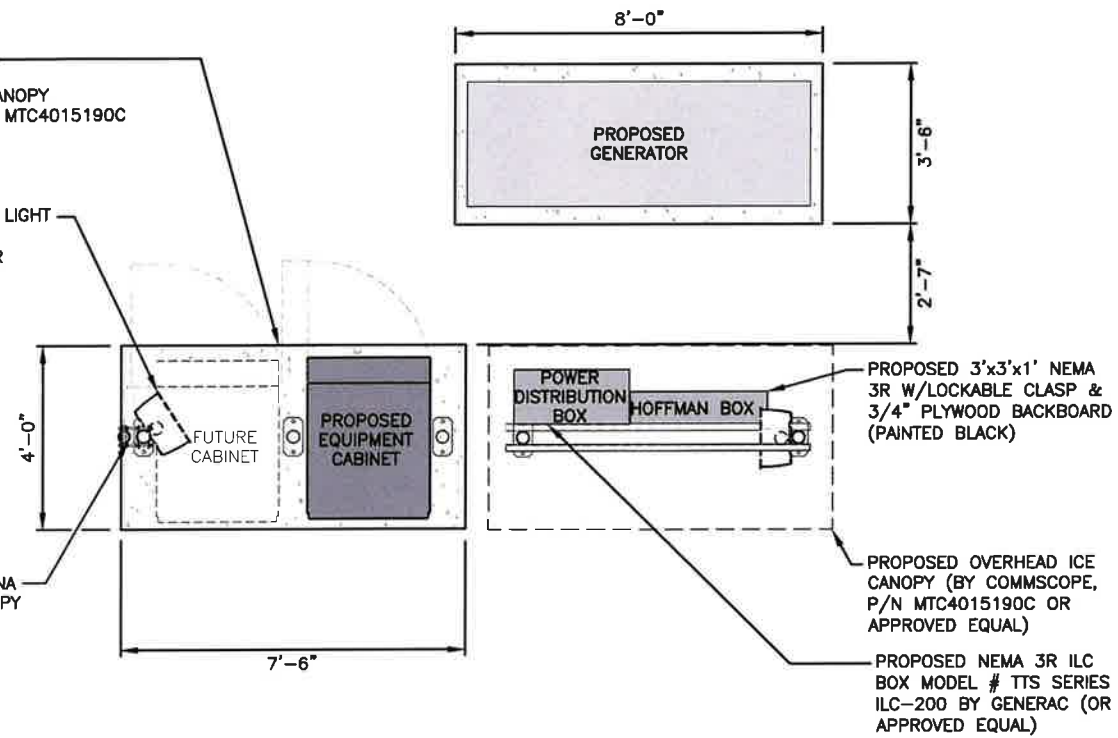 8'-0"
ANOPY
MTC4015190C
PROPOSED
GENERATOR
3'-6"
LIGHT
R
2'-7"
4'-0"
FUTURE
CABINET
PROPOSED
EQUIPMENT
CABINET
POWER
DISTRIBUTION
BOX
HOFFMAN BOX
PROPOSED 3'x3'x1' NEMA
3R W/LOCKABLE CLASP &
3/4" PLYWOOD BACKBOARD
(PAINTED BLACK)
NA
PY
7'-6"
PROPOSED OVERHEAD ICE
CANOPY (BY COMMSCOPE,
P/N MTC4015190C OR
APPROVED EQUAL)
PROPOSED NEMA 3R ILC
BOX MODEL # TTS SERIES
ILC-200 BY GENERAC (OR
APPROVED EQUAL)